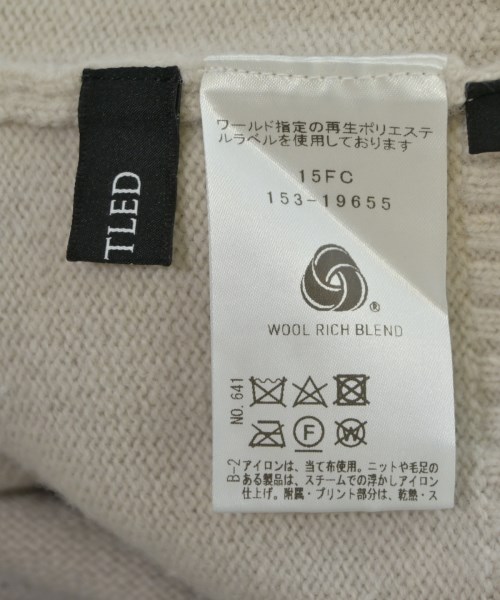 TLED
ワールド指定の再生ポリエステ
ルラベルを使用しております
15FC
153-19655
®
WOOL RICH BLEND
NO. 641
F
W
B-2
アイロンは、当て布使用。ニットや毛足の
ある製品は、スチームでの浮かしアイロン
仕上げ。附属・プリント部分は、乾熱・ス